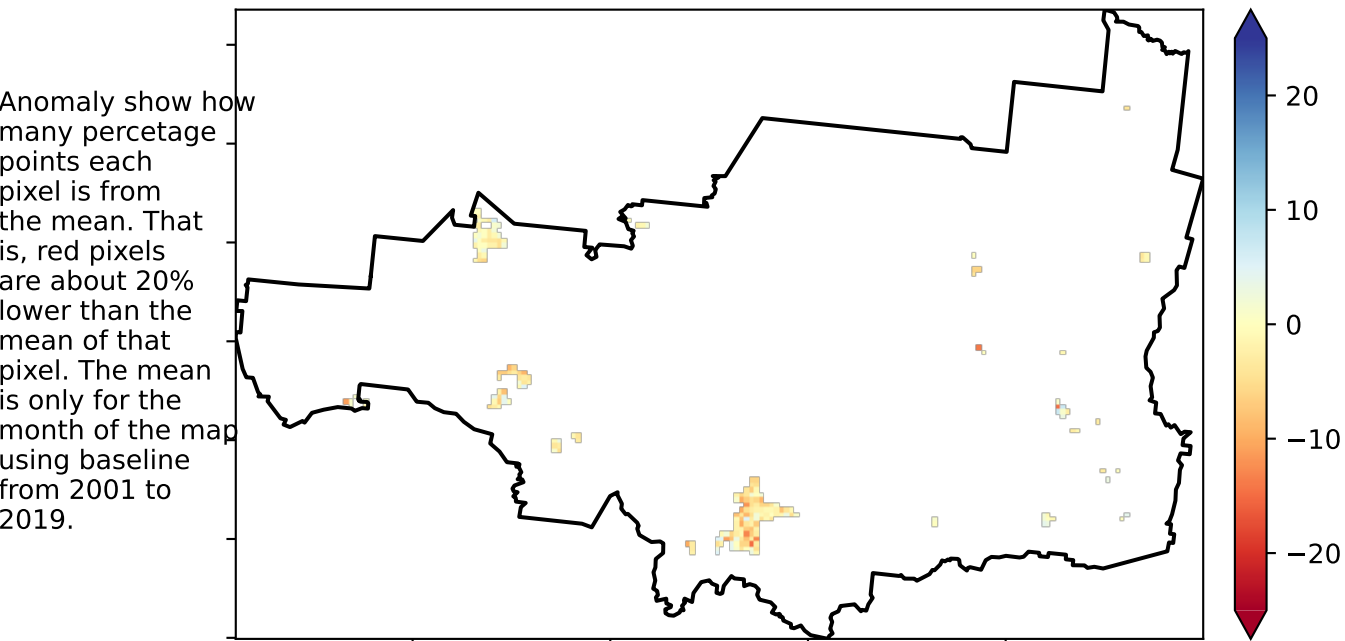 Anomaly show how
many percetage
points each
pixel is from
the mean. That
is, red pixels
are about 20%
lower than the
mean of that
pixel. The mean
is only for the
month of the map
using baseline
from 2001 to
2019.
20
10
0
−10
−20